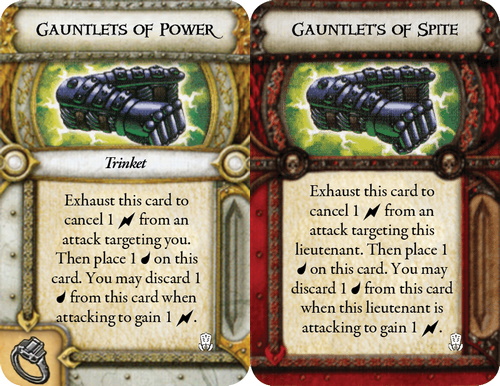 Gauntlets of Power
Trinket
Exhaust this card to
cancel 1 from an
attack targeting you.
Then place 1 on this
card. You may discard 1
from this card when
attacking to gain 1 .
Gauntlets of Spite
Exhaust this card to
cancel 1 from an
attack targeting this
lieutenant. Then place 1
on this card. You may
discard 1 from this card
when this lieutenant is
attacking to gain 1 .